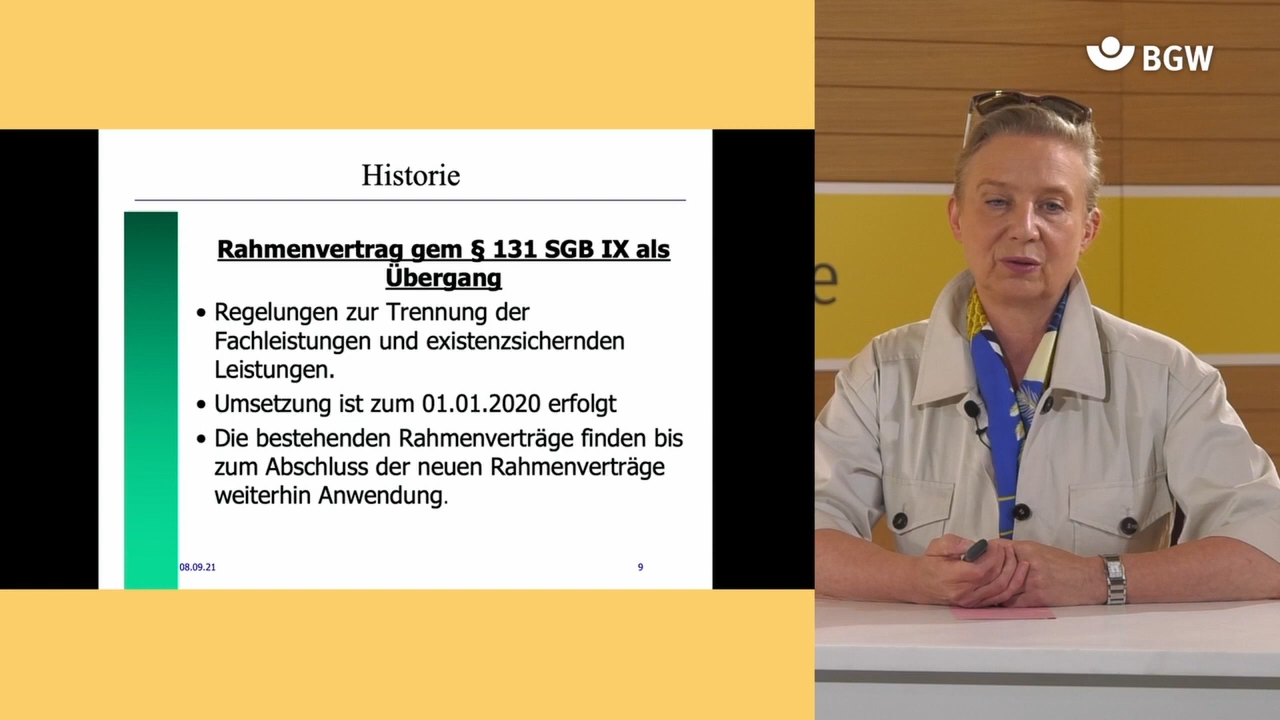 Historie
Rahmenvertrag gem § 131 SGB IX als
Übergang
• Regelungen zur Trennung der
Fachleistungen und existenzsichernden
Leistungen.
• Umsetzung ist zum 01.01.2020 erfolgt
• Die bestehenden Rahmenverträge finden bis
zum Abschluss der neuen Rahmenverträge
weiterhin Anwendung.
08.09.21
9
BGW
e